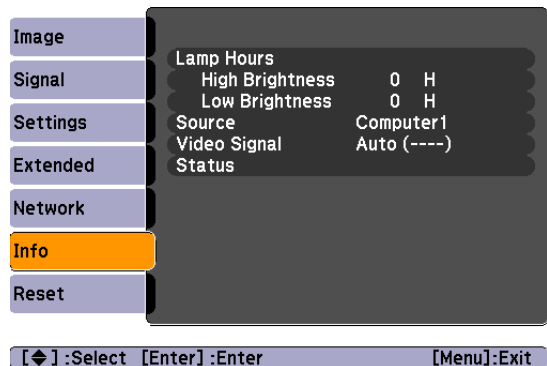 Image
Signal
Settings
Extended
Network
Info
Reset
Lamp Hours
High Brightness 0 H
Low Brightness 0 H
Source Computer1
Video Signal Auto (----)
Status
[◆] :Select [Enter] :Enter [Menu]:Exit